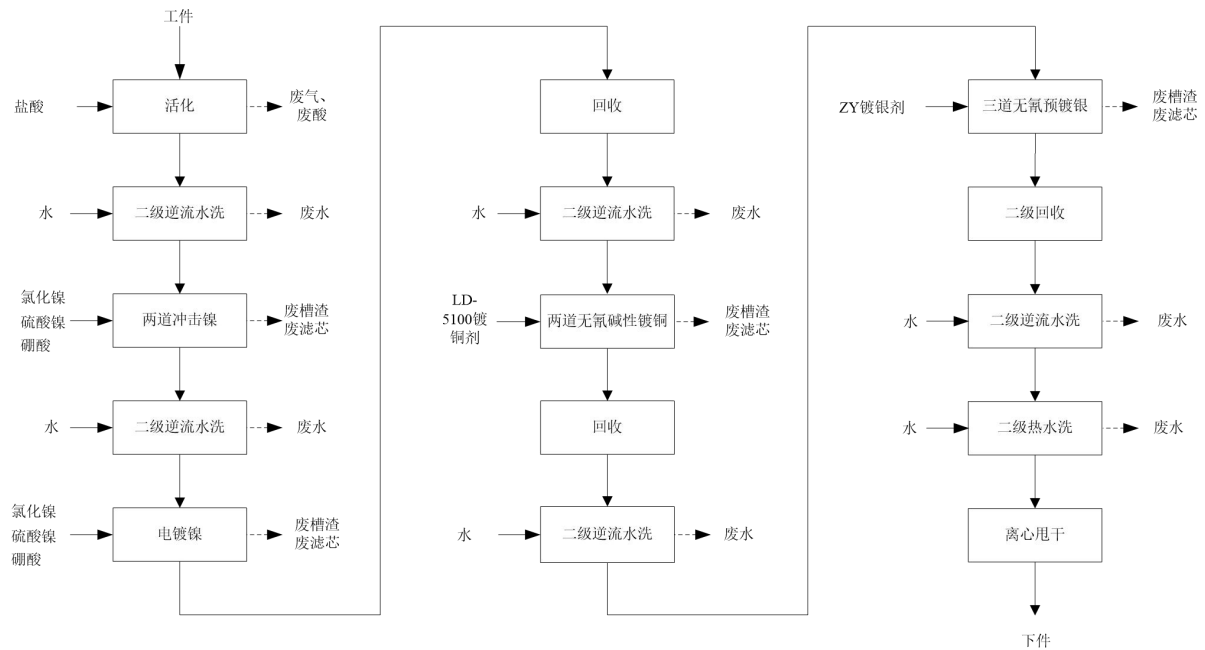 工件
盐酸
活化
废气、
废酸
水
二级逆流水洗
废水
氯化镍
硫酸镍
硼酸
两道冲击镍
废槽渣
废滤芯
水
二级逆流水洗
废水
氯化镍
硫酸镍
硼酸
电镀镍
废槽渣
废滤芯
回收
水
二级逆流水洗
废水
LD-
5100镀
铜剂
两道无氰碱性镀铜
废槽渣
废滤芯
回收
水
二级逆流水洗
废水
ZY镀银剂
三道无氰预镀银
废槽渣
废滤芯
二级回收
水
二级逆流水洗
废水
水
二级热水洗
废水
离心甩干
下件